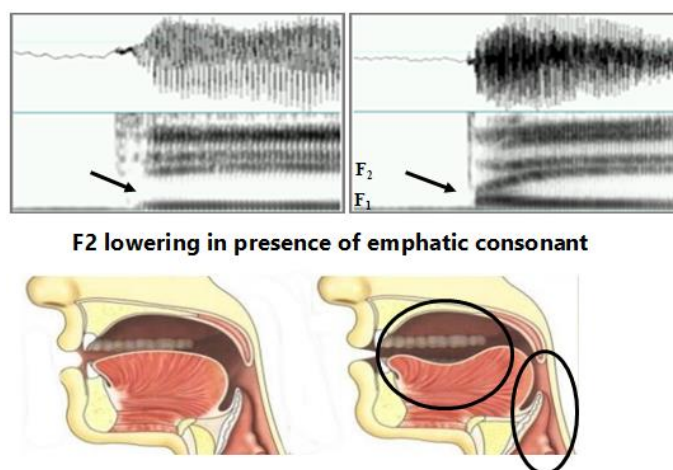 F₂
F₁
F2 lowering in presence of emphatic consonant